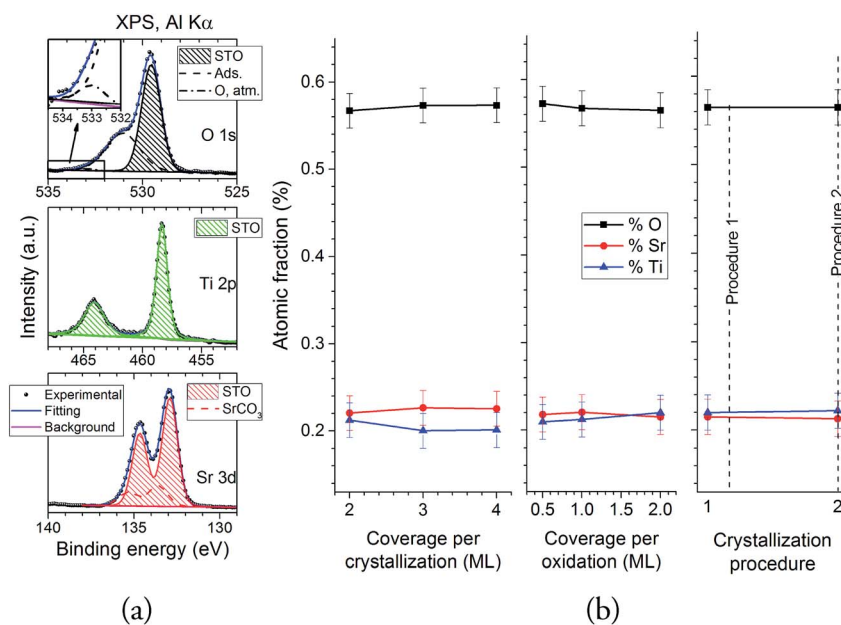 XPS, Al Kα
STO
Ads.
O, atm.
534 533 532
O 1s
535 530 525
STO
Ti 2p
465 460 455
Experimental
Fitting
Background
STO
SrCO3
Sr 3d
140 135 130
Binding energy (eV)
Intensity (a.u.)
(a)
Atomic fraction (%)
0.6
0.5
0.4
0.3
0.2
2 3 4
Coverage per
crystallization (ML)
% O
% Sr
% Ti
0.5 1.0 1.5 2.0
Coverage per
oxidation (ML)
Procedure 1
Procedure 2
1 2
Crystallization
procedure
(b)